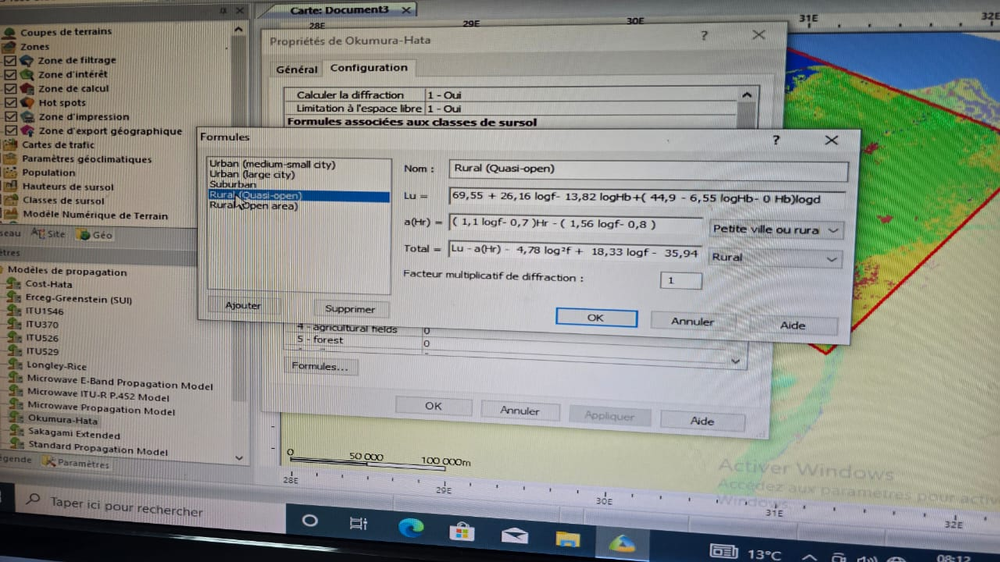 Carte: Document3
28E
29E
30E
31E
32E
Coupes de terrains
Zones
Zone de filtrage
Zone d'intérêt
Zone de calcul
Hot spots
Zone d'impression
Zone d'export géographique
Cartes de trafic
Paramètres géoclimatiques
Population
Hauteurs de sursol
Classes de sursol
Modèle Numérique de Terrain
Site
Géo
Modèles de propagation
Cost-Hata
Erceg-Greenstein (SUI)
ITU1546
ITU370
ITU526
ITU529
Longley-Rice
Microwave E-Band Propagation Model
Microwave ITU-R P.452 Model
Microwave Propagation Model
Okumura-Hata
Sakagami Extended
Standard Propagation Model
Paramètres
Propriétés de Okumura-Hata
?
Général
Configuration
Calculer la diffraction 1 - Oui
Limitation à l'espace libre 1 - Oui
Formules associées aux classes de sursol
Formules
?
Urban (medium-small city)
Urban (large city)
Suburban
Rural (Quasi-open)
Rural (Open area)
Nom : Rural (Quasi-open)
Lu = 69,55 + 26,16 logf- 13,82 logHb+( 44,9 - 6,55 logHb- 0 Hb)logd
a(Hr) = ( 1,1 logf- 0,7 )Hr - ( 1,56 logf- 0,8 ) Petite ville ou rura
Total = Lu - a(Hr) - 4,78 log²f + 18,33 logf - 35,94 Rural
Facteur multiplicatif de diffraction : 1
Ajouter
Supprimer
OK
Annuler
Aide
4 - agricultural fields 0
5 - forest 0
Formules...
OK
Annuler
Appliquer
Aide
0 50 000 100 000m
28E
29E
30E
31E
32E
Activer Windows
Accédez aux paramètres pour activ
Windows
Taper ici pour rechercher
13°C
08:12